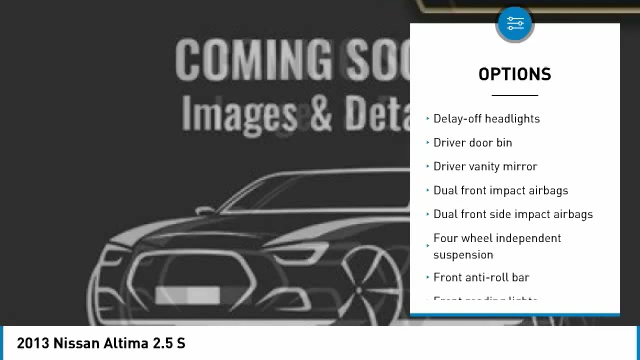 COMING SOO
Images & Deta
OPTIONS
Delay-off headlights
Driver door bin
Driver vanity mirror
Dual front impact airbags
Dual front side impact airbags
Four wheel independent
suspension
Front anti-roll bar
2013 Nissan Altima 2.5 S